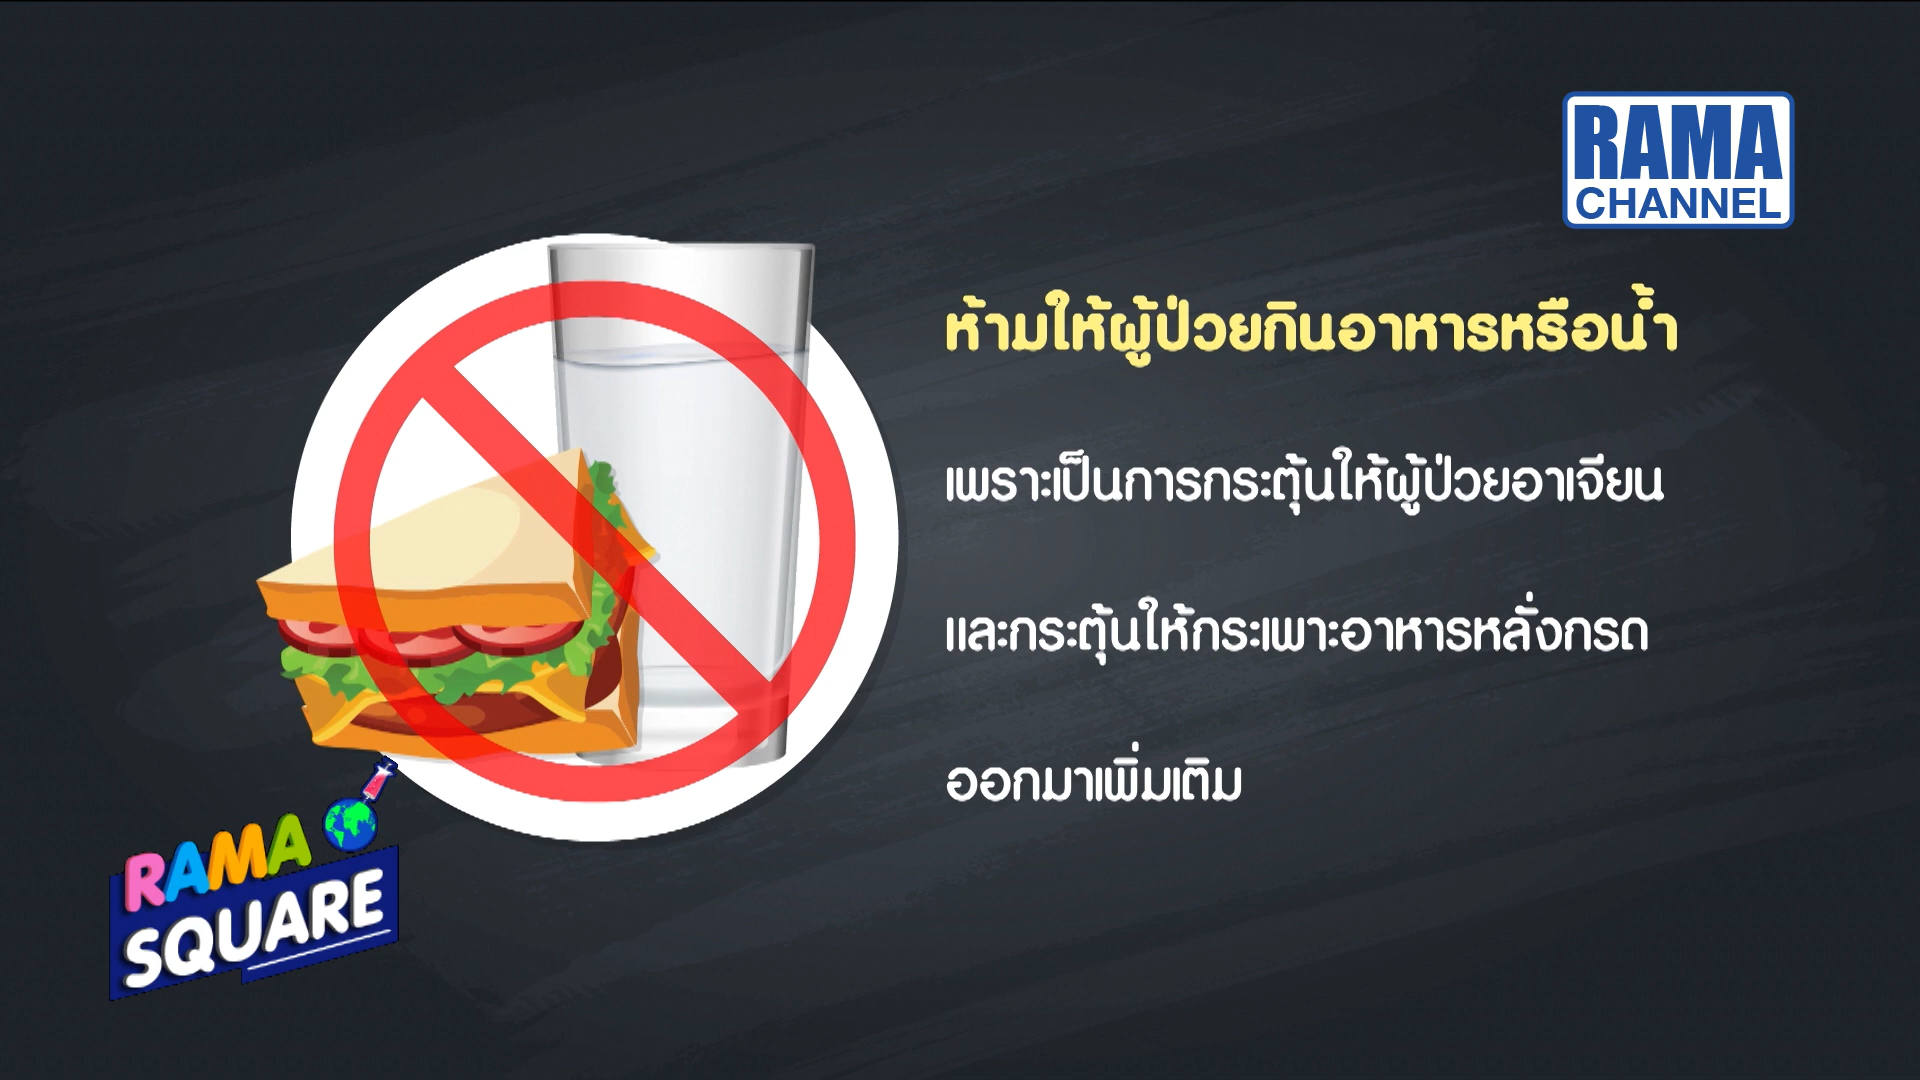 RAMA
CHANNEL
ห้ามให้ผู้ป่วยกินอาหารหรือน้ำ
เพราะเป็นการกระตุ้นให้ผู้ป่วยอาเจียน
และกระตุ้นให้กระเพาะอาหารหลั่งกรด
ออกมาเพิ่มเติม
RAMA
SQUARE